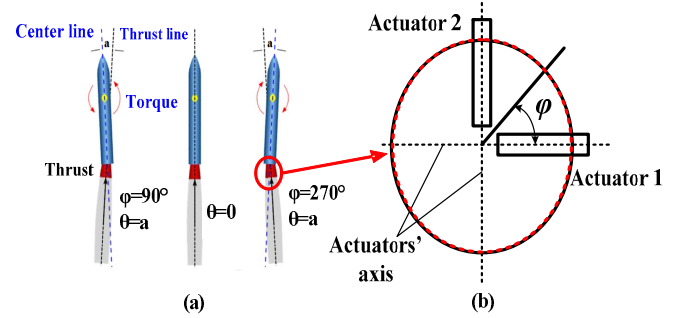 Center line
Thrust line
a
a
Torque
Thrust
φ=90°
θ=a
θ=0
φ=270°
θ=a
(a)
Actuator 2
φ
Actuator 1
Actuators’
axis
(b)